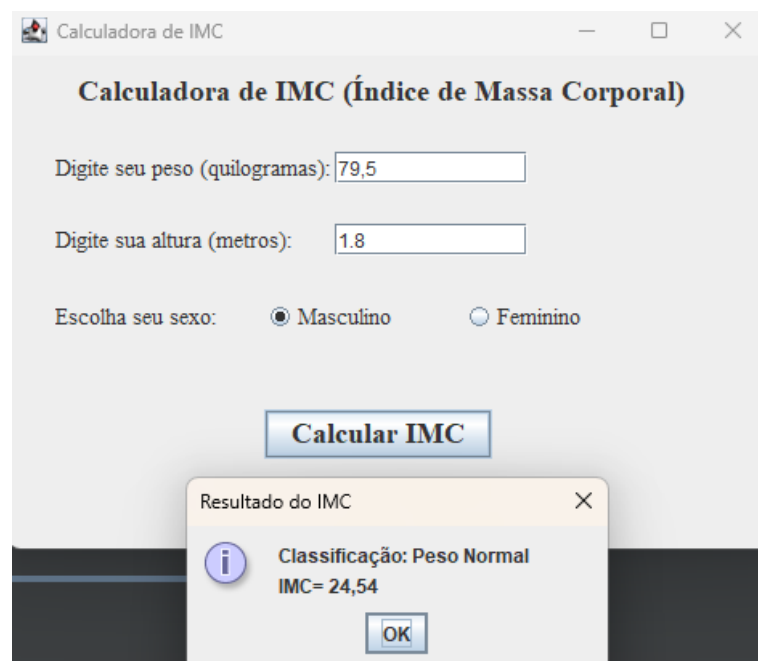 Calculadora de IMC
Calculadora de IMC (Índice de Massa Corporal)
Digite seu peso (quilogramas): 79,5
Digite sua altura (metros): 1.8
Escolha seu sexo: Masculino Feminino
Calcular IMC
Resultado do IMC
Classificação: Peso Normal
IMC= 24,54
OK